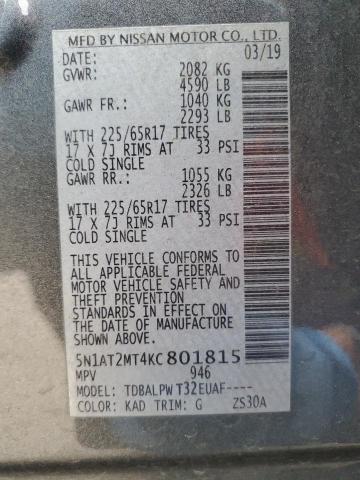 MFD BY NISSAN MOTOR CO., LTD.
DATE: 03/19
GVWR: 2082 KG
4590 LB
GAWR FR.: 1040 KG
2293 LB
WITH 225/65R17 TIRES
17 X 7J RIMS AT 33 PSI
COLD SINGLE
GAWR RR.: 1055 KG
2326 LB
WITH 225/65R17 TIRES
17 X 7J RIMS AT 33 PSI
COLD SINGLE
THIS VEHICLE CONFORMS TO
ALL APPLICABLE FEDERAL
MOTOR VEHICLE SAFETY AND
THEFT PREVENTION
STANDARDS IN EFFECT ON
THE DATE OF MANUFACTURE
SHOWN ABOVE.
5N1AT2MT4KC801815
MPV 946
MODEL: TDBALPW T32EUAF----
COLOR: KAD TRIM: G ZS30A